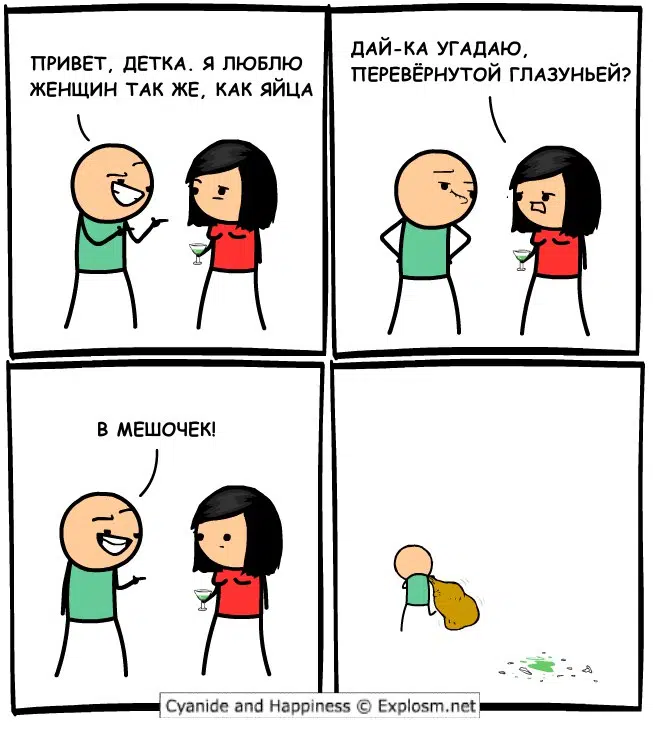 ПРИВЕТ, ДЕТКА. Я ЛЮБЛЮ
ЖЕНЩИН ТАК ЖЕ, КАК ЯЙЦА
ДАЙ-КА УГАДАЮ,
ПЕРЕВЁРНУТОЙ ГЛАЗУНЬЕЙ?
В МЕШОЧЕК!
Cyanide and Happiness © Explosm.net